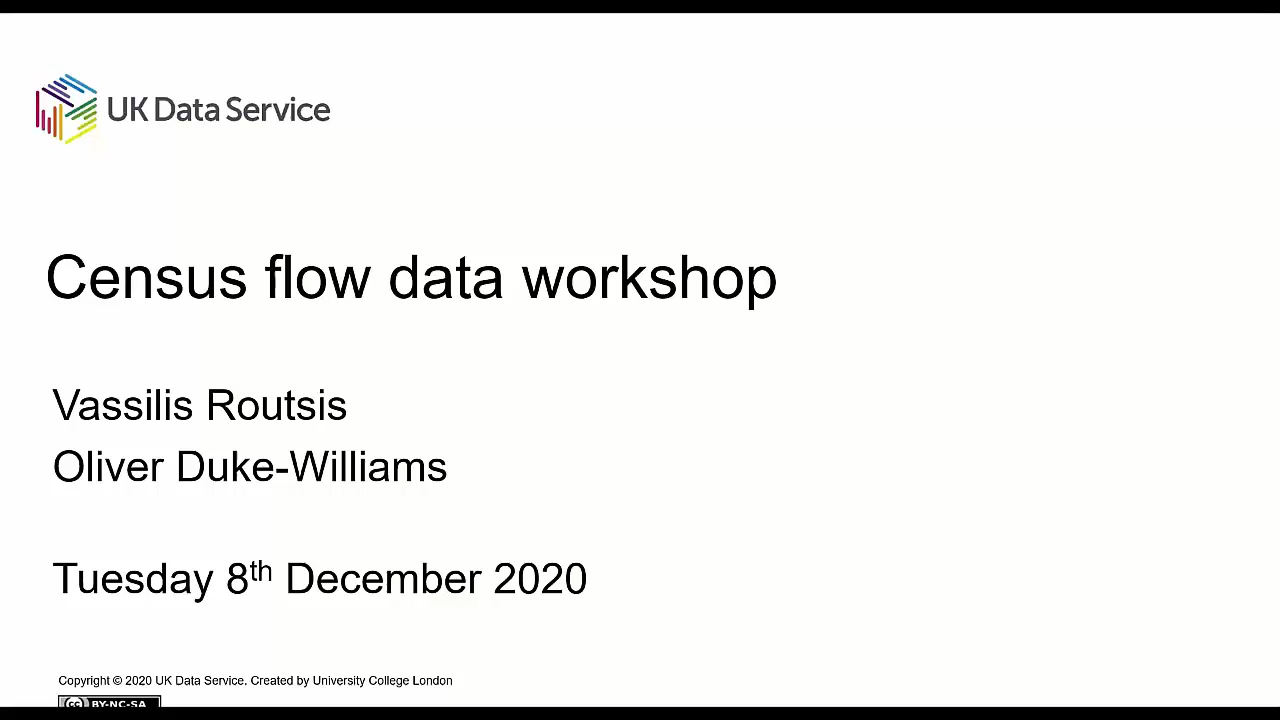 UK Data Service
Census flow data workshop
Vassilis Routsis
Oliver Duke-Williams
Tuesday 8th December 2020
Copyright © 2020 UK Data Service. Created by University College London
CC BY-NC-SA